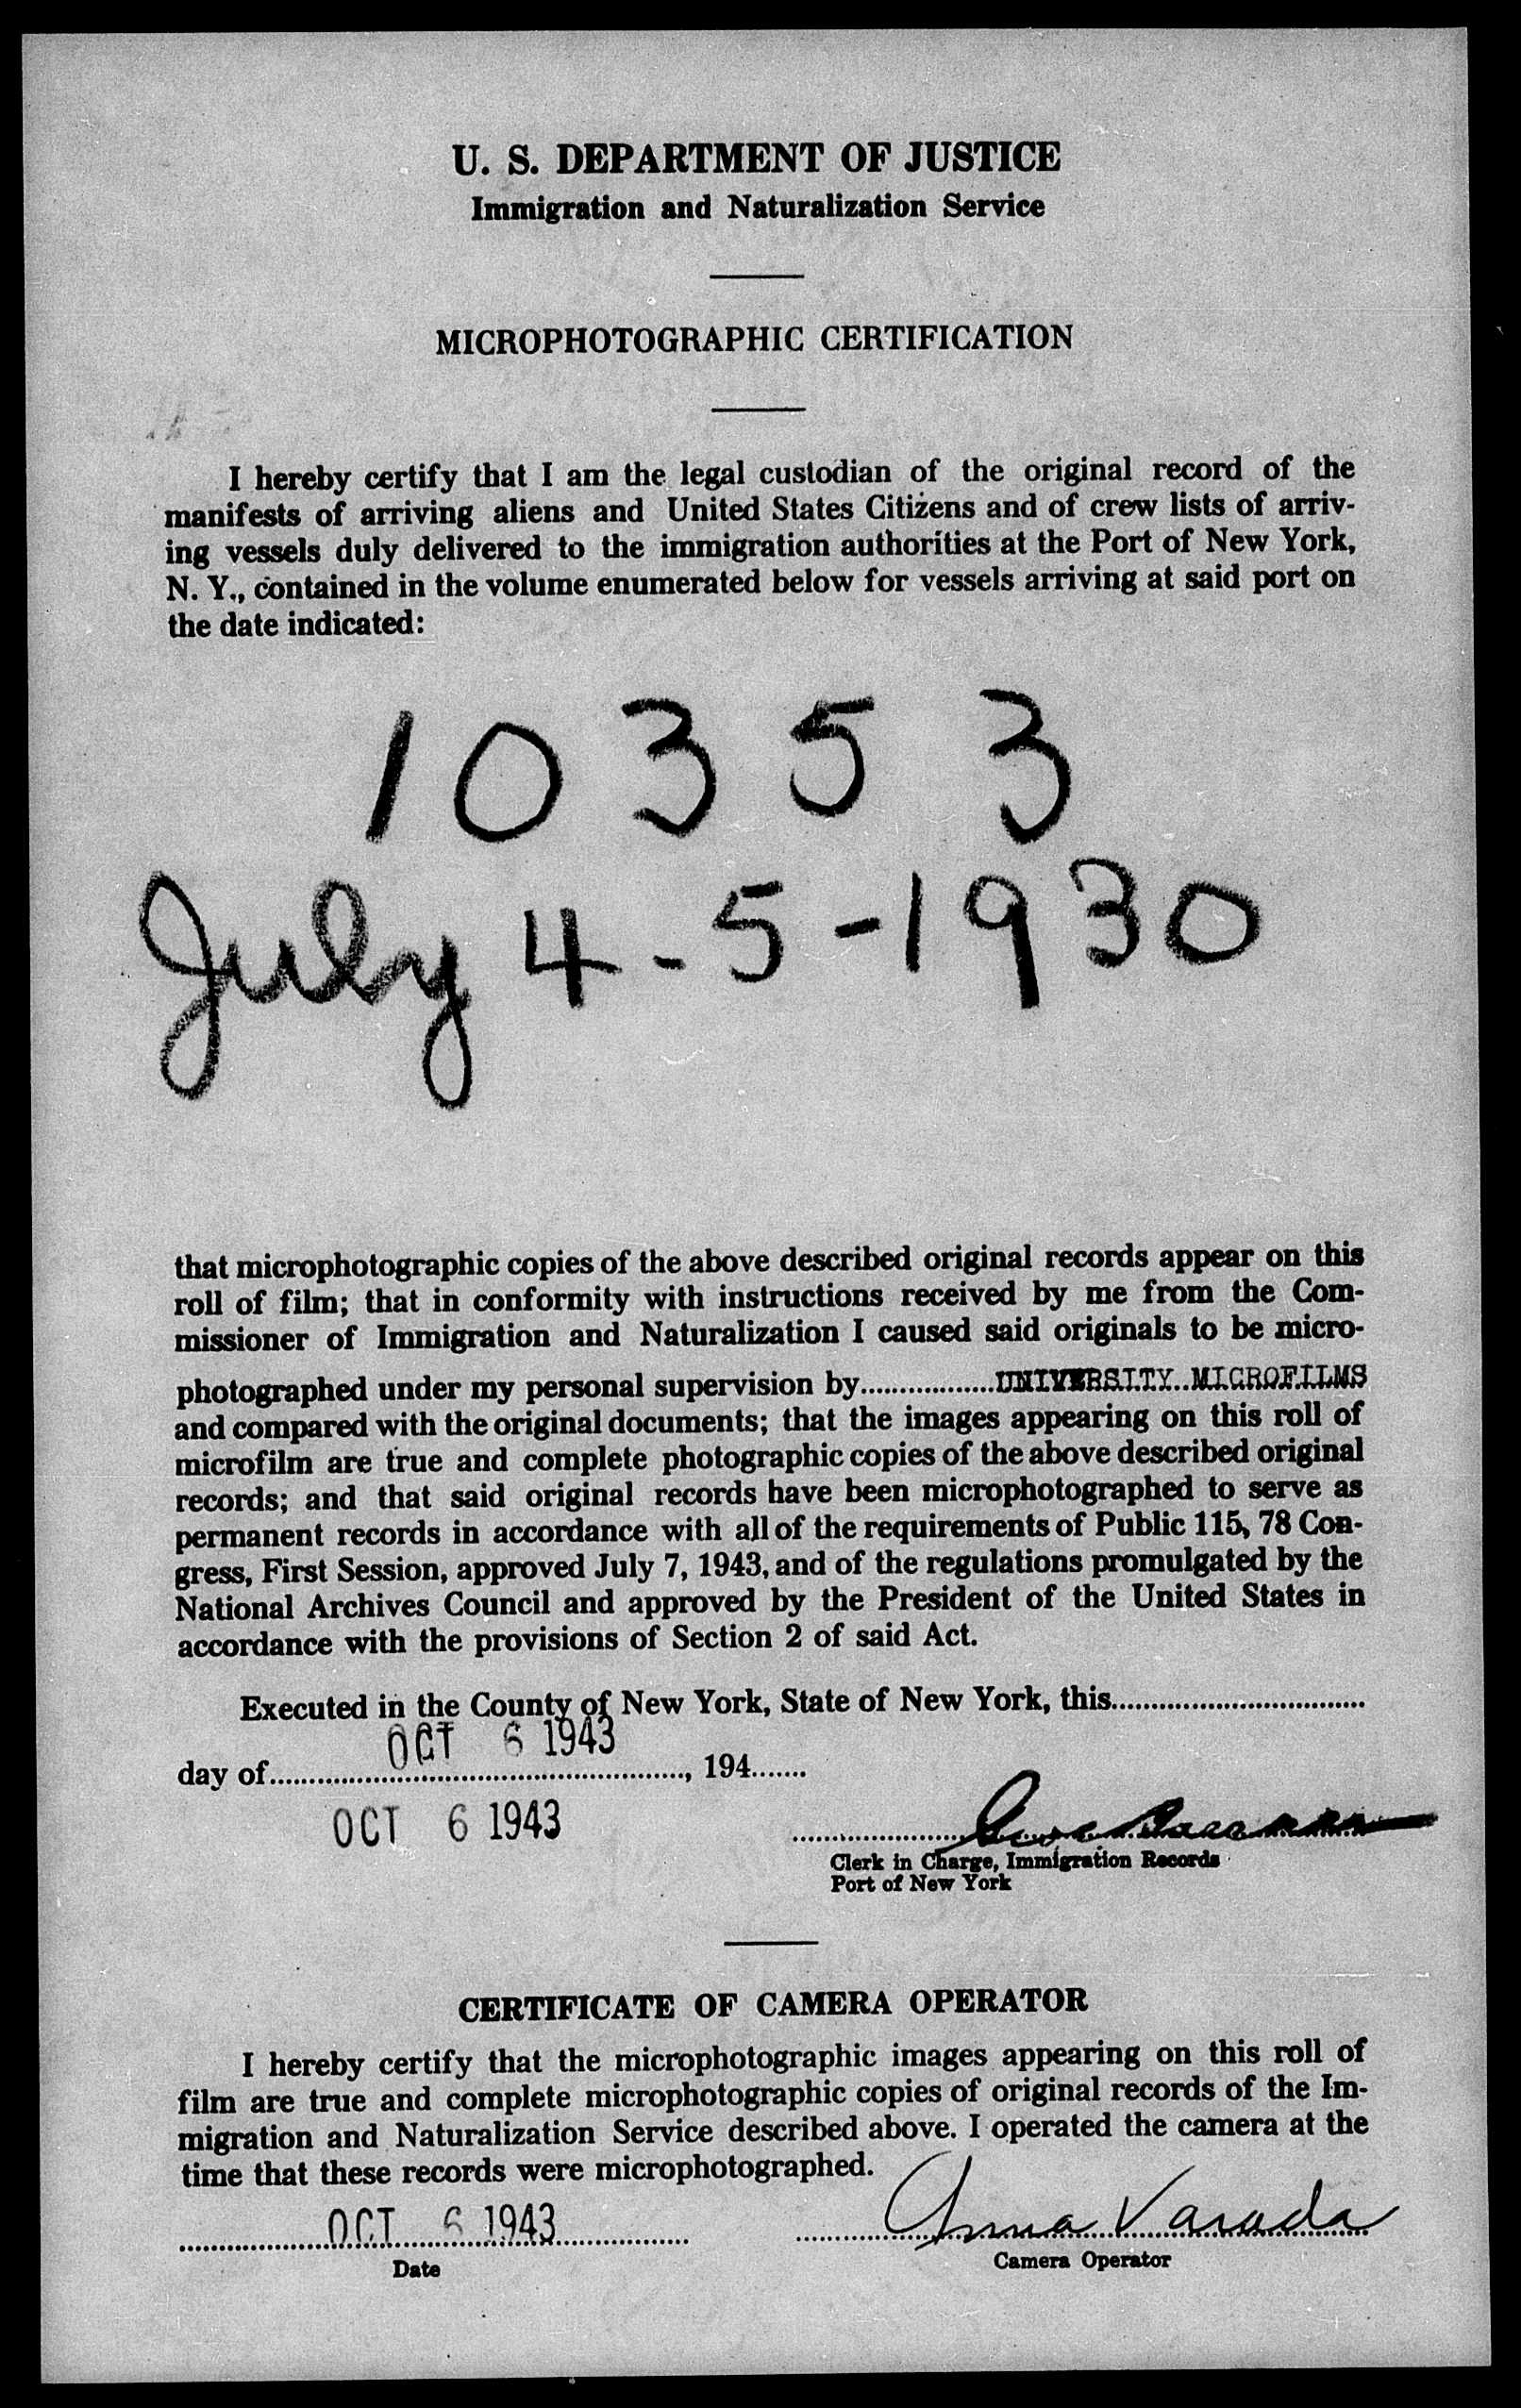 U. S. DEPARTMENT OF JUSTICE
Immigration and Naturalization Service
MICROPHOTOGRAPHIC CERTIFICATION
I hereby certify that I am the legal custodian of the original record of the
manifests of arriving aliens and United States Citizens and of crew lists of arriv-
ing vessels duly delivered to the immigration authorities at the Port of New York,
N. Y., contained in the volume enumerated below for vessels arriving at said port on
the date indicated:
10353
July 4-5-1930
that microphotographic copies of the above described original records appear on this
roll of film; that in conformity with instructions received by me from the Com-
missioner of Immigration and Naturalization I caused said originals to be micro-
photographed under my personal supervision by.................UNIVERSITY MICROFILMS
and compared with the original documents; that the images appearing on this roll of
microfilm are true and complete photographic copies of the above described original
records; and that said original records have been microphotographed to serve as
permanent records in accordance with all of the requirements of Public 115, 78 Con-
gress, First Session, approved July 7, 1943, and of the regulations promulgated by the
National Archives Council and approved by the President of the United States in
accordance with the provisions of Section 2 of said Act.
Executed in the County of New York, State of New York, this................................
OCT 6 1943
day of....................................................., 194.......
OCT 6 1943
Clerk in Charge, Immigration Records
Port of New York
CERTIFICATE OF CAMERA OPERATOR
I hereby certify that the microphotographic images appearing on this roll of
film are true and complete microphotographic copies of original records of the Im-
migration and Naturalization Service described above. I operated the camera at the
time that these records were microphotographed.
OCT 6 1943 Anna Varada
Date Camera Operator